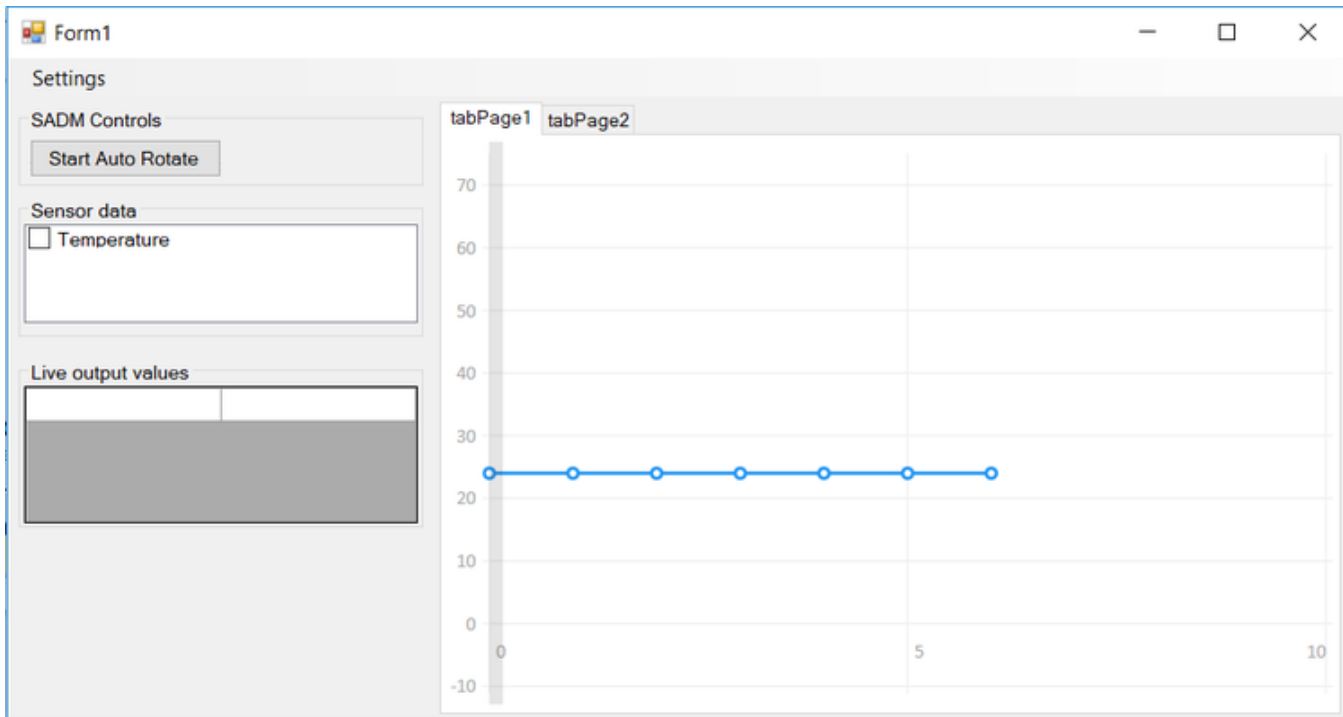 Form1
Settings
SADM Controls
Start Auto Rotate
Sensor data
Temperature
Live output values
tabPage1 tabPage2
70
60
50
40
30
20
10
0
0 5 10
-10